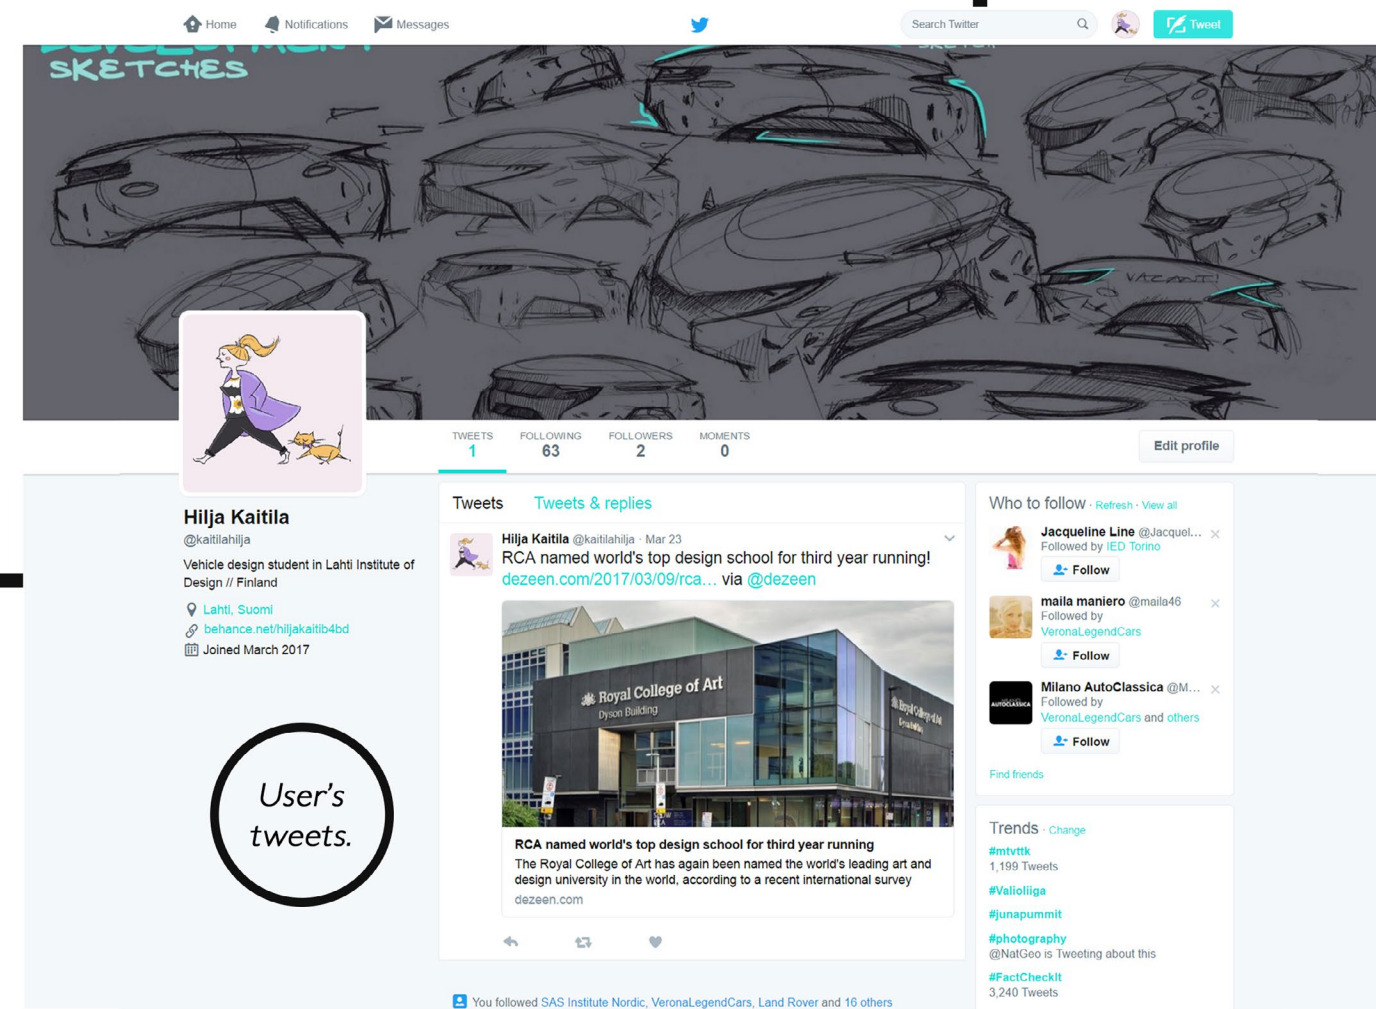 Home
Notifications
Messages
Search Twitter
Tweet
DEVELOPMENT
SKETCHES
SKETCH
TWEETS
1
FOLLOWING
63
FOLLOWERS
2
MOMENTS
0
Edit profile
Hilja Kaitila
@kaitilahilja
Vehicle design student in Lahti Institute of
Design // Finland
Lahti, Suomi
behance.net/hiljakaitib4bd
Joined March 2017
User's
tweets.
Tweets
Tweets & replies
Hilja Kaitila @kaitilahilja · Mar 23
RCA named world's top design school for third year running!
dezeen.com/2017/03/09/rca… via @dezeen
Royal College of Art
Dyson Building
Royal College of Art
RCA named world's top design school for third year running
The Royal College of Art has again been named the world's leading art and
design university in the world, according to a recent international survey
dezeen.com
You followed SAS Institute Nordic, VeronaLegendCars, Land Rover and 16 others
Who to follow · Refresh · View all
Jacqueline Line @Jacquel...
Followed by IED Torino
Follow
maila maniero @maila46
Followed by
VeronaLegendCars
Follow
MILANO
AUTOCLASSICA
Milano AutoClassica @M...
Followed by
VeronaLegendCars and others
Follow
Find friends
Trends · Change
#mtvttk
1,199 Tweets
#Valioliiga
#junapummit
#photography
@NatGeo is Tweeting about this
#FactCheckIt
3,240 Tweets